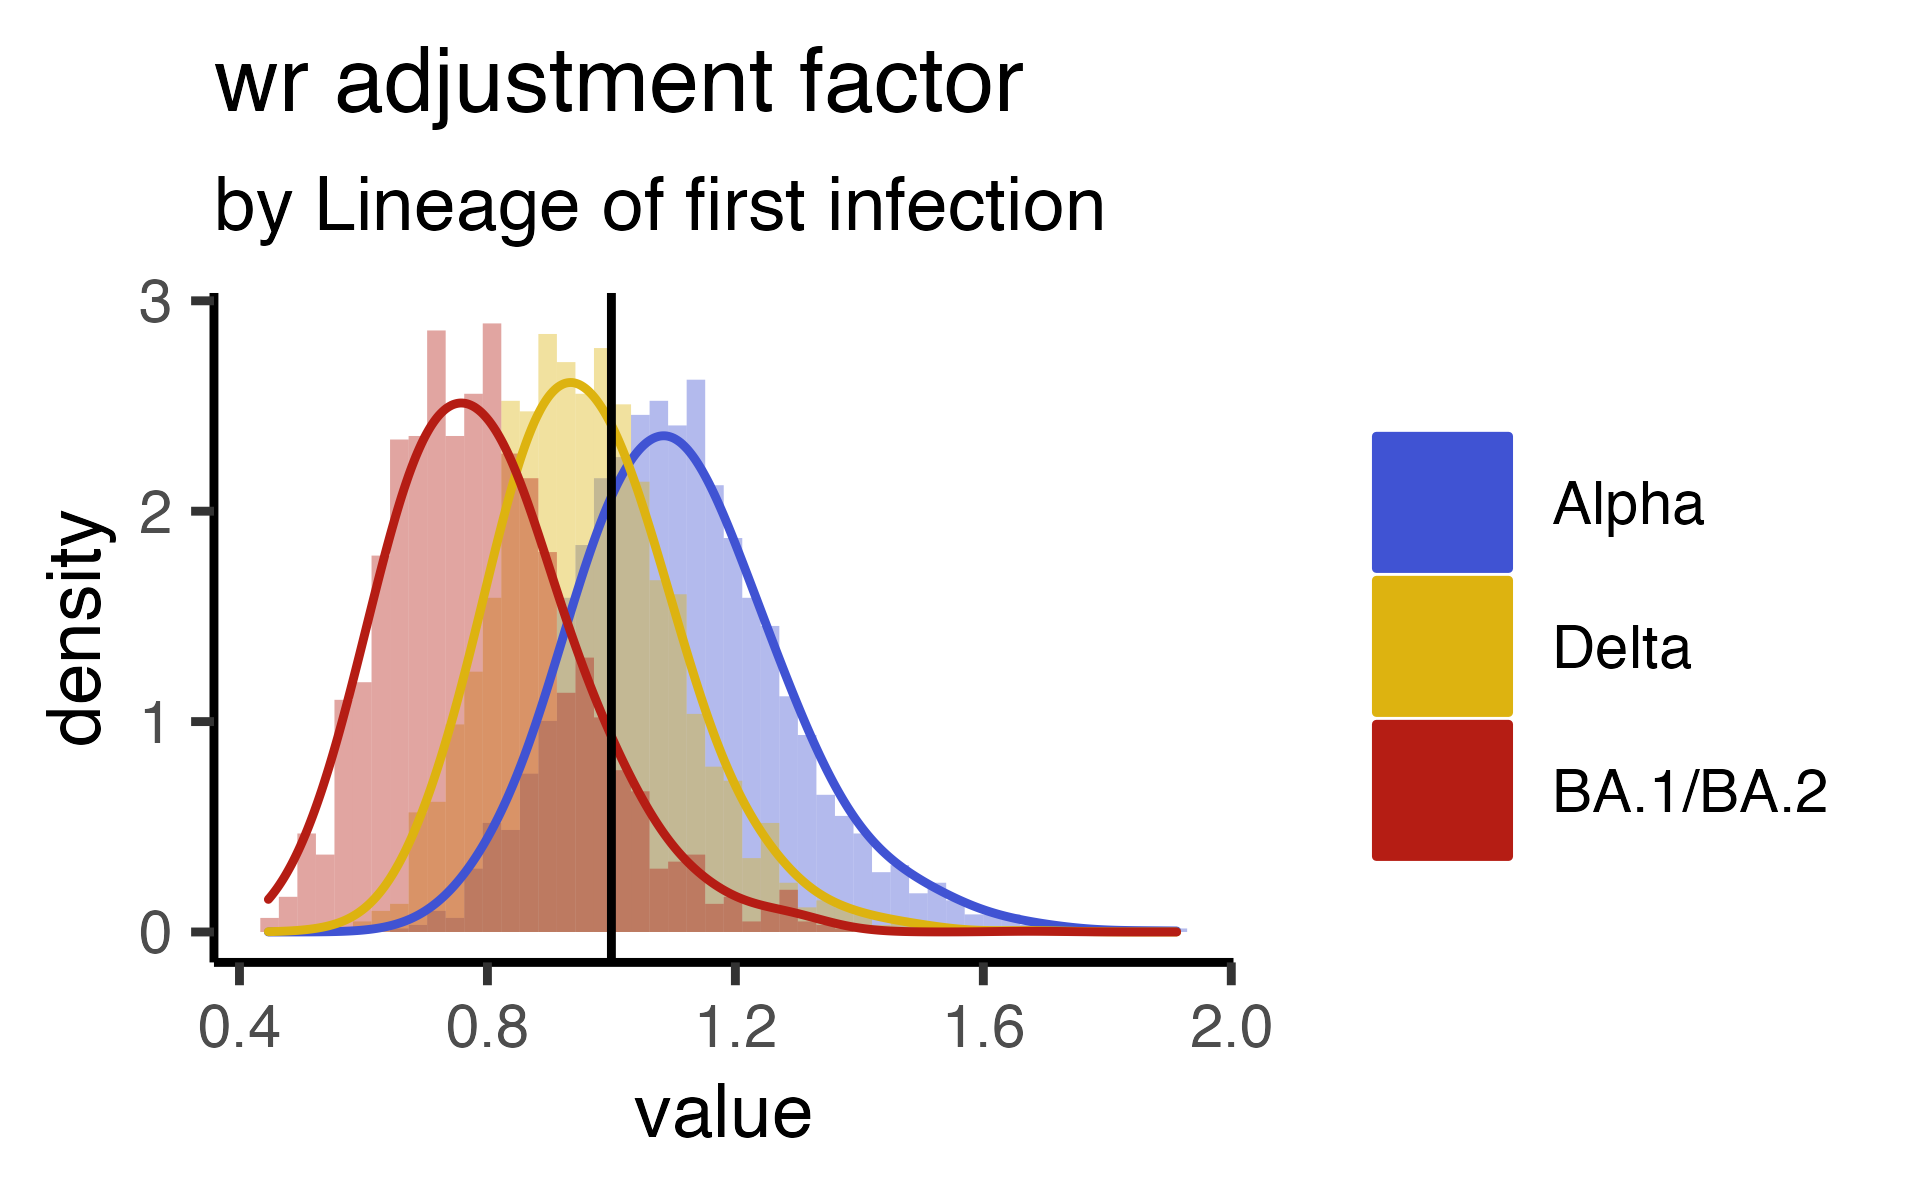 wr adjustment factor
by Lineage of first infection
density
3
2
1
0
0.4 0.8 1.2 1.6 2.0
value
Alpha
Delta
BA.1/BA.2